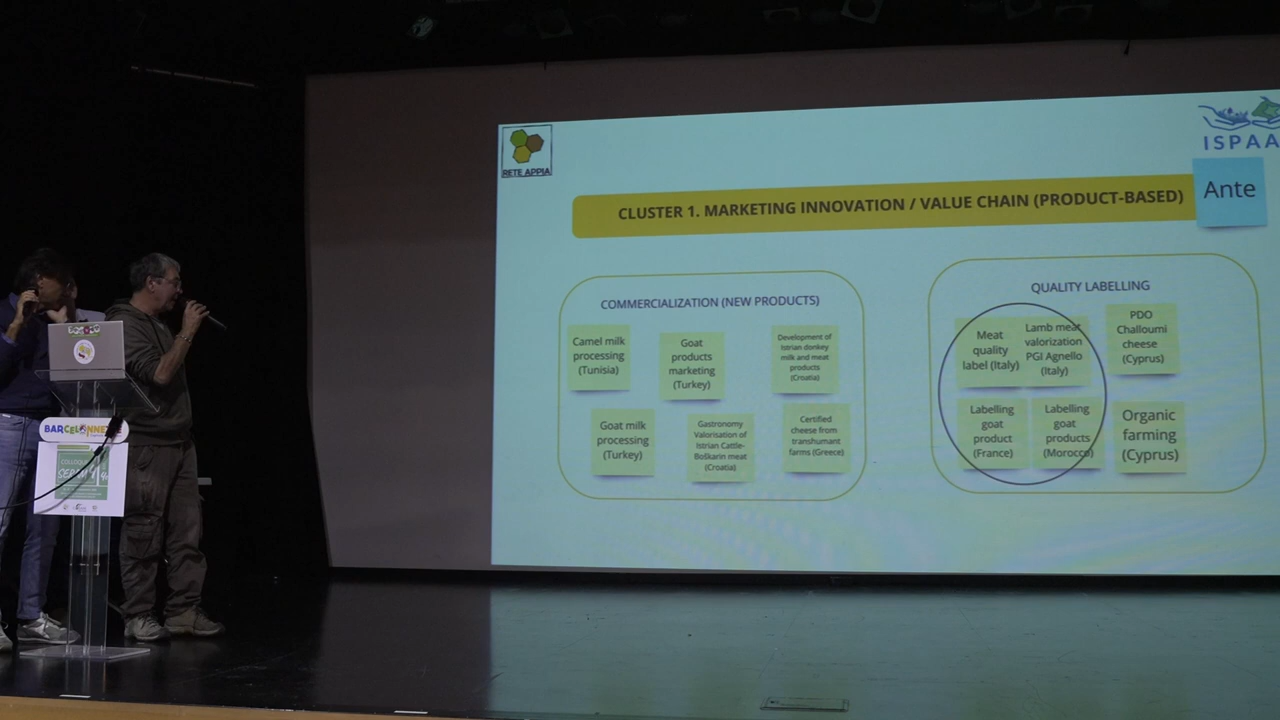 RETE APPIA
ISPAA
Ante
CLUSTER 1. MARKETING INNOVATION / VALUE CHAIN (PRODUCT-BASED)
COMMERCIALIZATION (NEW PRODUCTS)
Camel milk
processing
(Tunisia)
Goat
products
marketing
(Turkey)
Development of
Istrian donkey
milk and meat
products
(Croatia)
Goat milk
processing
(Turkey)
Gastronomy
Valorisation of
Istrian Cattle-
Boškarin meat
(Croatia)
Certified
cheese from
transhumant
farms (Greece)
QUALITY LABELLING
Meat
quality
label (Italy)
Lamb meat
valorization
PGI Agnello
(Italy)
PDO
Challoumi
cheese
(Cyprus)
Labelling
goat
product
(France)
Labelling
goat
products
(Morocco)
Organic
farming
(Cyprus)